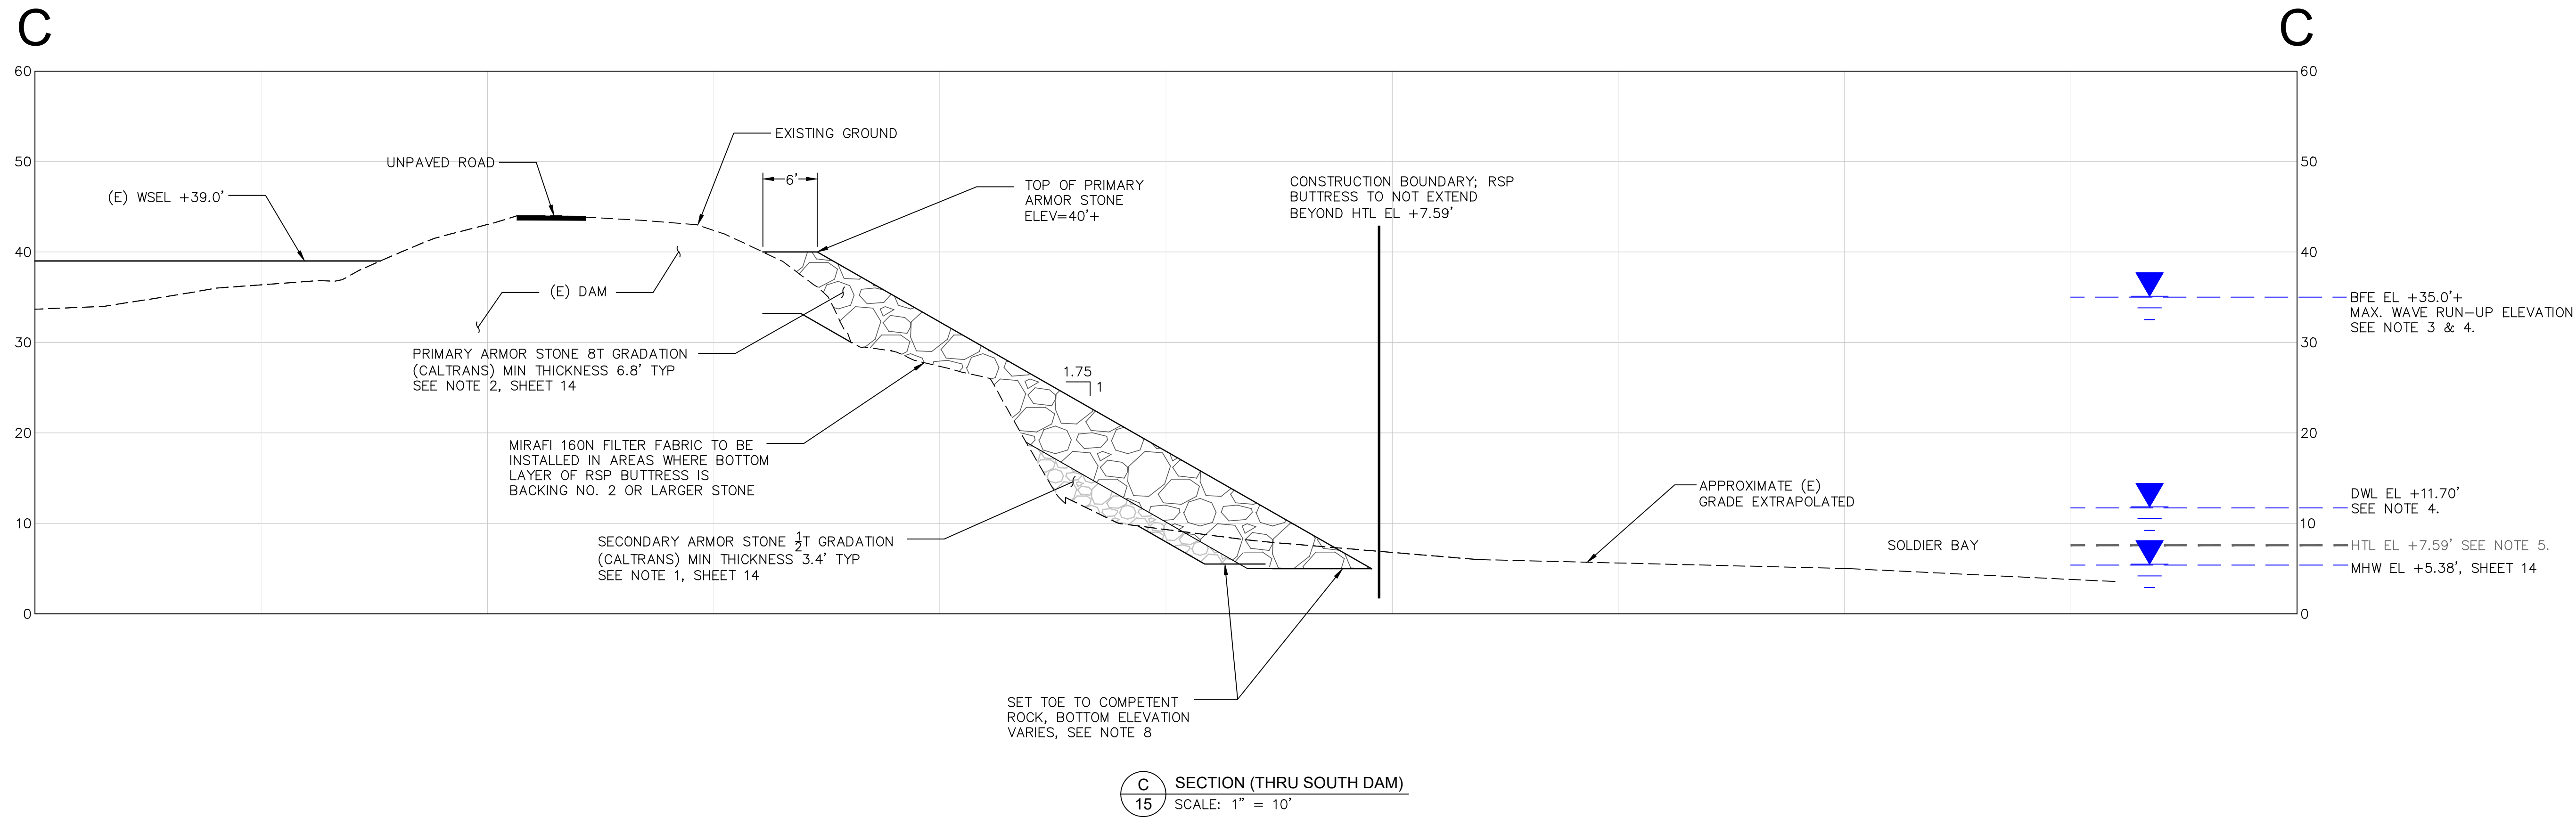 C
C
60
50
40
30
20
10
0
60
50
40
30
20
10
0
EXISTING GROUND
UNPAVED ROAD
(E) WSEL +39.0'
6'
TOP OF PRIMARY
ARMOR STONE
ELEV=40'+
CONSTRUCTION BOUNDARY; RSP
BUTTRESS TO NOT EXTEND
BEYOND HTL EL +7.59'
(E) DAM
BFE EL +35.0'+
MAX. WAVE RUN-UP ELEVATION
SEE NOTE 3 & 4.
PRIMARY ARMOR STONE 8T GRADATION
(CALTRANS) MIN THICKNESS 6.8' TYP
SEE NOTE 2, SHEET 14
1.75
1
MIRAFI 160N FILTER FABRIC TO BE
INSTALLED IN AREAS WHERE BOTTOM
LAYER OF RSP BUTTRESS IS
BACKING NO. 2 OR LARGER STONE
APPROXIMATE (E)
GRADE EXTRAPOLATED
DWL EL +11.70'
SEE NOTE 4.
SECONDARY ARMOR STONE ½T GRADATION
(CALTRANS) MIN THICKNESS 3.4' TYP
SEE NOTE 1, SHEET 14
SOLDIER BAY
HTL EL +7.59' SEE NOTE 5.
MHW EL +5.38', SHEET 14
SET TOE TO COMPETENT
ROCK, BOTTOM ELEVATION
VARIES, SEE NOTE 8
C
15
SECTION (THRU SOUTH DAM)
SCALE: 1" = 10'